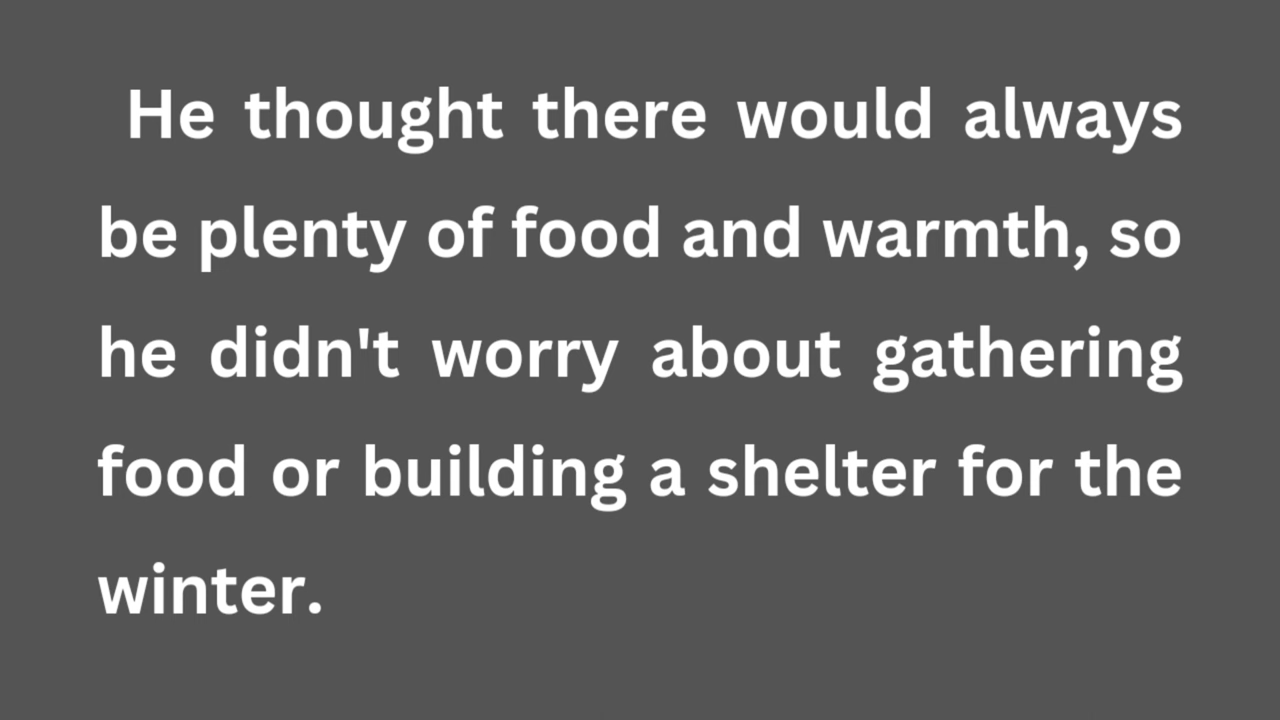 He thought there would always
be plenty of food and warmth, so
he didn't worry about gathering
food or building a shelter for the
winter.